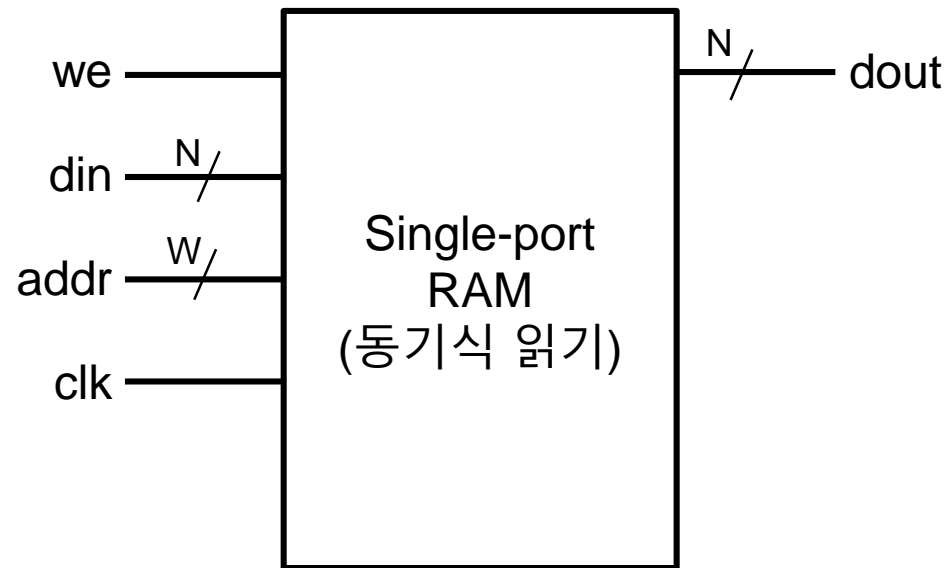 we
N
din
W
addr
clk
Single-port
RAM
(동기식 읽기)
N
dout